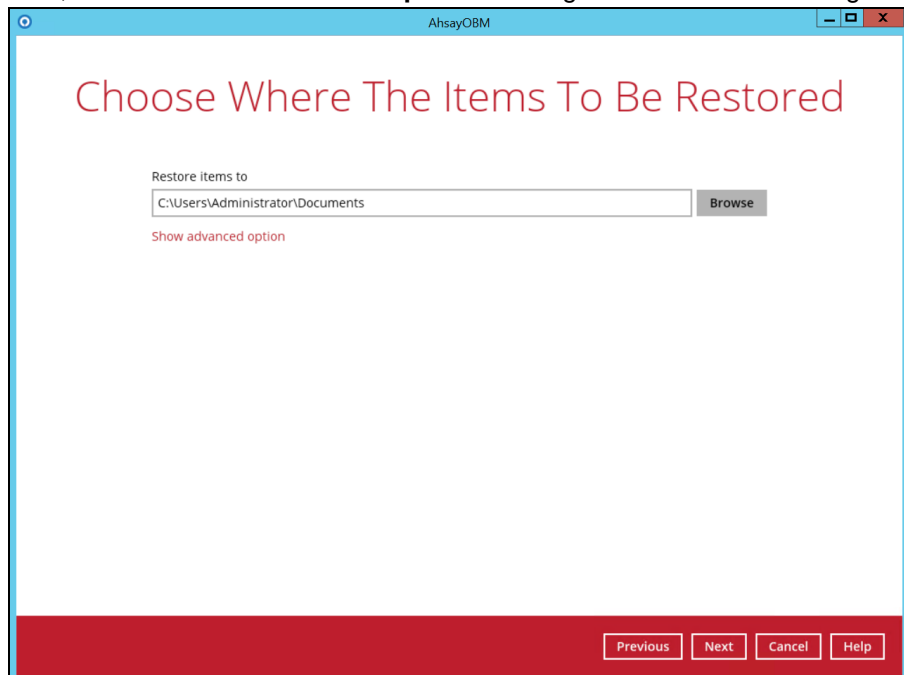 AhsayOBM
Choose Where The Items To Be Restored
Restore items to
C:\Users\Administrator\Documents
Browse
Show advanced option
Previous Next Cancel Help